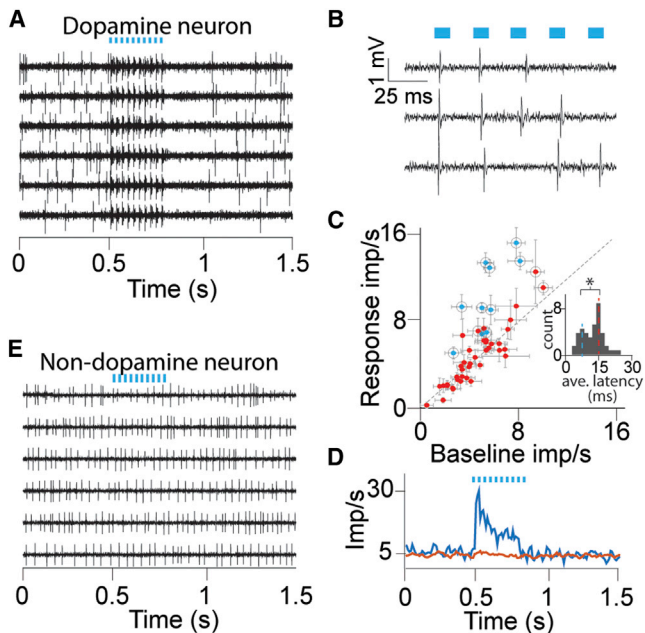 A
Dopamine neuron
0 0.5 1 1.5
Time (s)
B
1 mV
25 ms
C
16
8
0
Response imp/s
0 8 16
Baseline imp/s
*
8
0
count
0 30
ave. latency
(ms)
E
Non-dopamine neuron
0 0.5 1 1.5
Time (s)
D
30
5
Imp/s
0 0.5 1 1.5
Time (s)